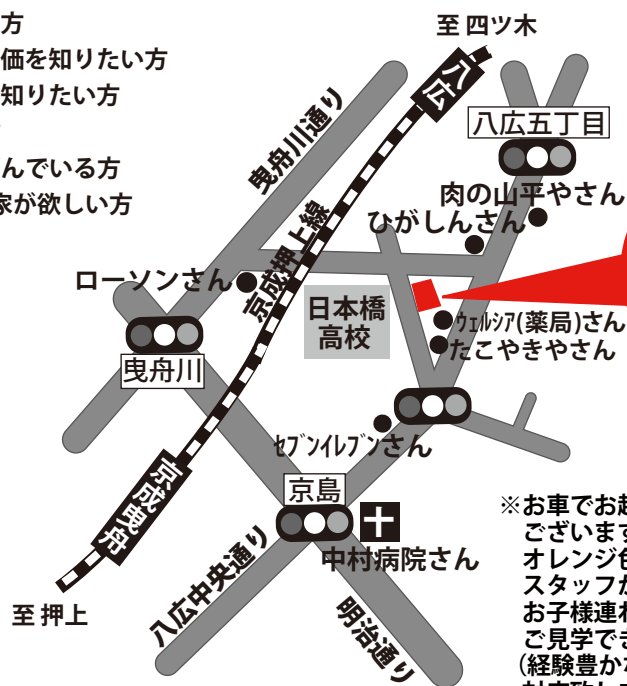 方
価を知りたい方
知りたい方
んでいる方
家が欲しい方
至 四ツ木
八広
曳舟川通り
八広五丁目
肉の山平やさん
ひがしんさん
京成押上線
ローソンさん
日本橋
高校
ウェルシア(薬局)さん
たこやきやさん
曳舟川
セブンイレブンさん
京成曳舟
京島
中村病院さん
至 押上
八広中央通り
明治通り
※お車でお越
ございます
オレンジ色
スタッフが
お子様連れ
ご見学でき
(経験豊かな